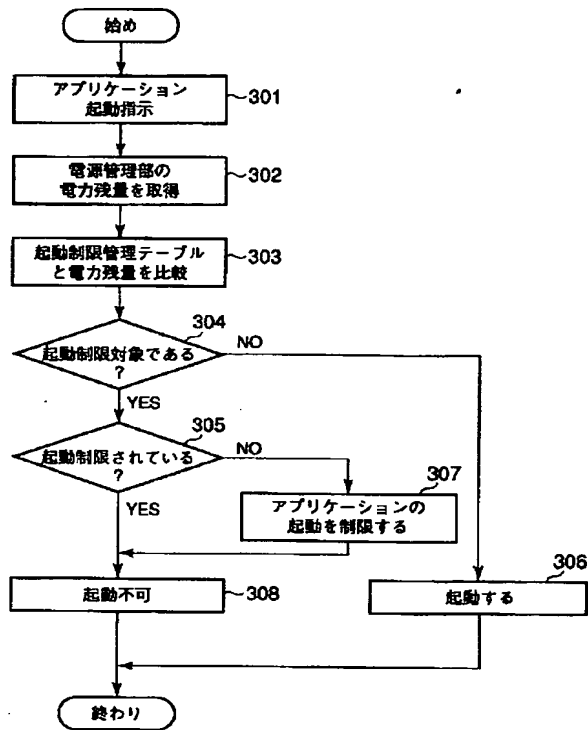 始め
アプリケーション
起動指示
301
電源管理部の
電力残量を取得
302
起動制限管理テーブル
と電力残量を比較
303
304
起動制限対象である
?
NO
YES
305
起動制限されている
?
NO
YES
307
アプリケーションの
起動を制限する
306
起動不可
308
起動する
終わり